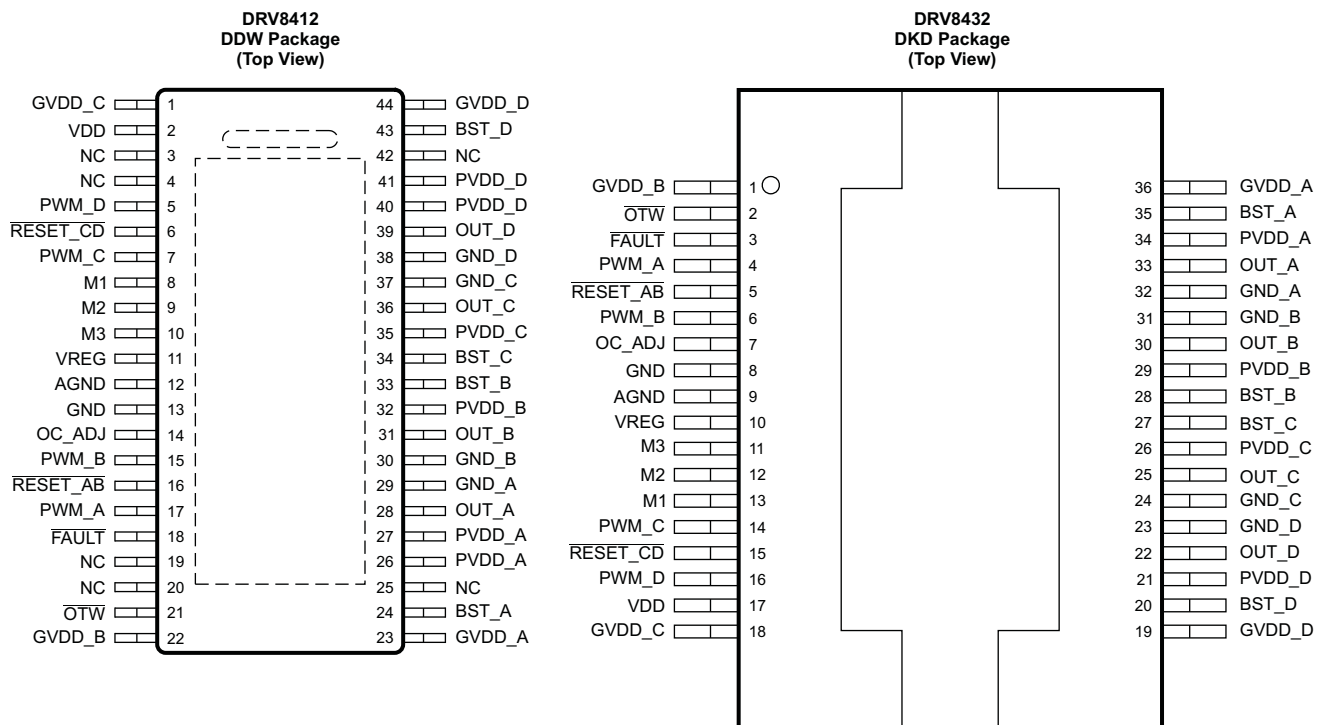 DRV8412
DDW Package
(Top View)
GVDD_C 1 44 GVDD_D
VDD 2 43 BST_D
NC 3 42 NC
NC 4 41 PVDD_D
PWM_D 5 40 PVDD_D
RESET_CD 6 39 OUT_D
PWM_C 7 38 GND_D
M1 8 37 GND_C
M2 9 36 OUT_C
M3 10 35 PVDD_C
VREG 11 34 BST_C
AGND 12 33 BST_B
GND 13 32 PVDD_B
OC_ADJ 14 31 OUT_B
PWM_B 15 30 GND_B
RESET_AB 16 29 GND_A
PWM_A 17 28 OUT_A
FAULT 18 27 PVDD_A
NC 19 26 PVDD_A
NC 20 25 NC
OTW 21 24 BST_A
GVDD_B 22 23 GVDD_A
DRV8432
DKD Package
(Top View)
GVDD_B 1 36 GVDD_A
OTW 2 35 BST_A
FAULT 3 34 PVDD_A
PWM_A 4 33 OUT_A
RESET_AB 5 32 GND_A
PWM_B 6 31 GND_B
OC_ADJ 7 30 OUT_B
GND 8 29 PVDD_B
AGND 9 28 BST_B
VREG 10 27 BST_C
M3 11 26 PVDD_C
M2 12 25 OUT_C
M1 13 24 GND_C
PWM_C 14 23 GND_D
RESET_CD 15 22 OUT_D
PWM_D 16 21 PVDD_D
VDD 17 20 BST_D
GVDD_C 18 19 GVDD_D